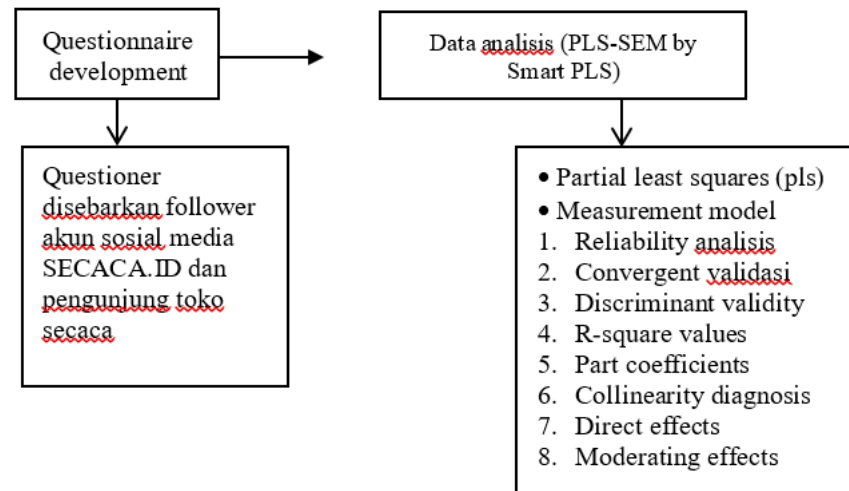 Questionnaire
development
Data analisis (PLS-SEM by
Smart PLS)
Questioner
disebarkan follower
akun sosial media
SECACA.ID dan
pengunjung toko
secaca
• Partial least squares (pls)
• Measurement model
1. Reliability analisis
2. Convergent validasi
3. Discriminant validity
4. R-square values
5. Part coefficients
6. Collinearity diagnosis
7. Direct effects
8. Moderating effects